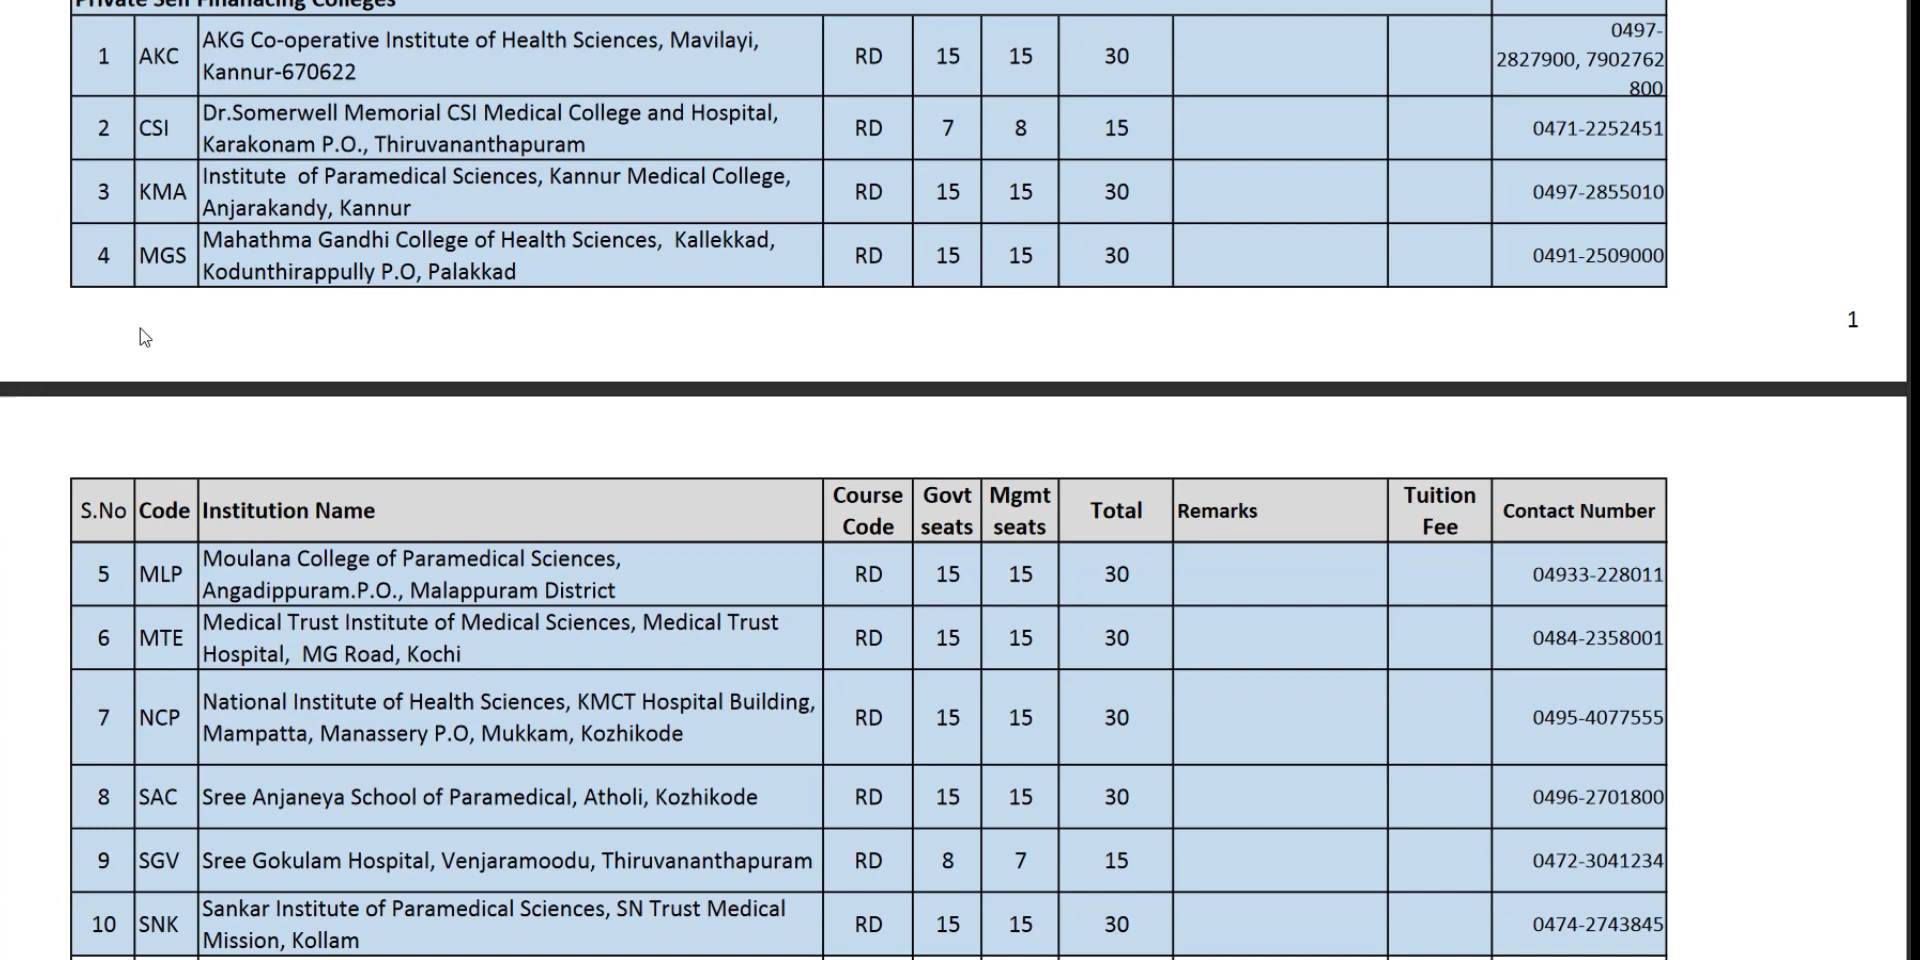 Private Self Finanacing Colleges
1 AKC AKG Co-operative Institute of Health Sciences, Mavilayi, Kannur-670622 RD 15 15 30 0497-2827900, 7902762800
2 CSI Dr.Somerwell Memorial CSI Medical College and Hospital, Karakonam P.O., Thiruvananthapuram RD 7 8 15 0471-2252451
3 KMA Institute of Paramedical Sciences, Kannur Medical College, Anjarakandy, Kannur RD 15 15 30 0497-2855010
4 MGS Mahathma Gandhi College of Health Sciences, Kallekkad, Kodunthirappully P.O, Palakkad RD 15 15 30 0491-2509000
1
S.No Code Institution Name Course Code Govt seats Mgmt seats Total Remarks Tuition Fee Contact Number
5 MLP Moulana College of Paramedical Sciences, Angadippuram.P.O., Malappuram District RD 15 15 30 04933-228011
6 MTE Medical Trust Institute of Medical Sciences, Medical Trust Hospital, MG Road, Kochi RD 15 15 30 0484-2358001
7 NCP National Institute of Health Sciences, KMCT Hospital Building, Mampatta, Manassery P.O, Mukkam, Kozhikode RD 15 15 30 0495-4077555
8 SAC Sree Anjaneya School of Paramedical, Atholi, Kozhikode RD 15 15 30 0496-2701800
9 SGV Sree Gokulam Hospital, Venjaramoodu, Thiruvananthapuram RD 8 7 15 0472-3041234
10 SNK Sankar Institute of Paramedical Sciences, SN Trust Medical Mission, Kollam RD 15 15 30 0474-2743845